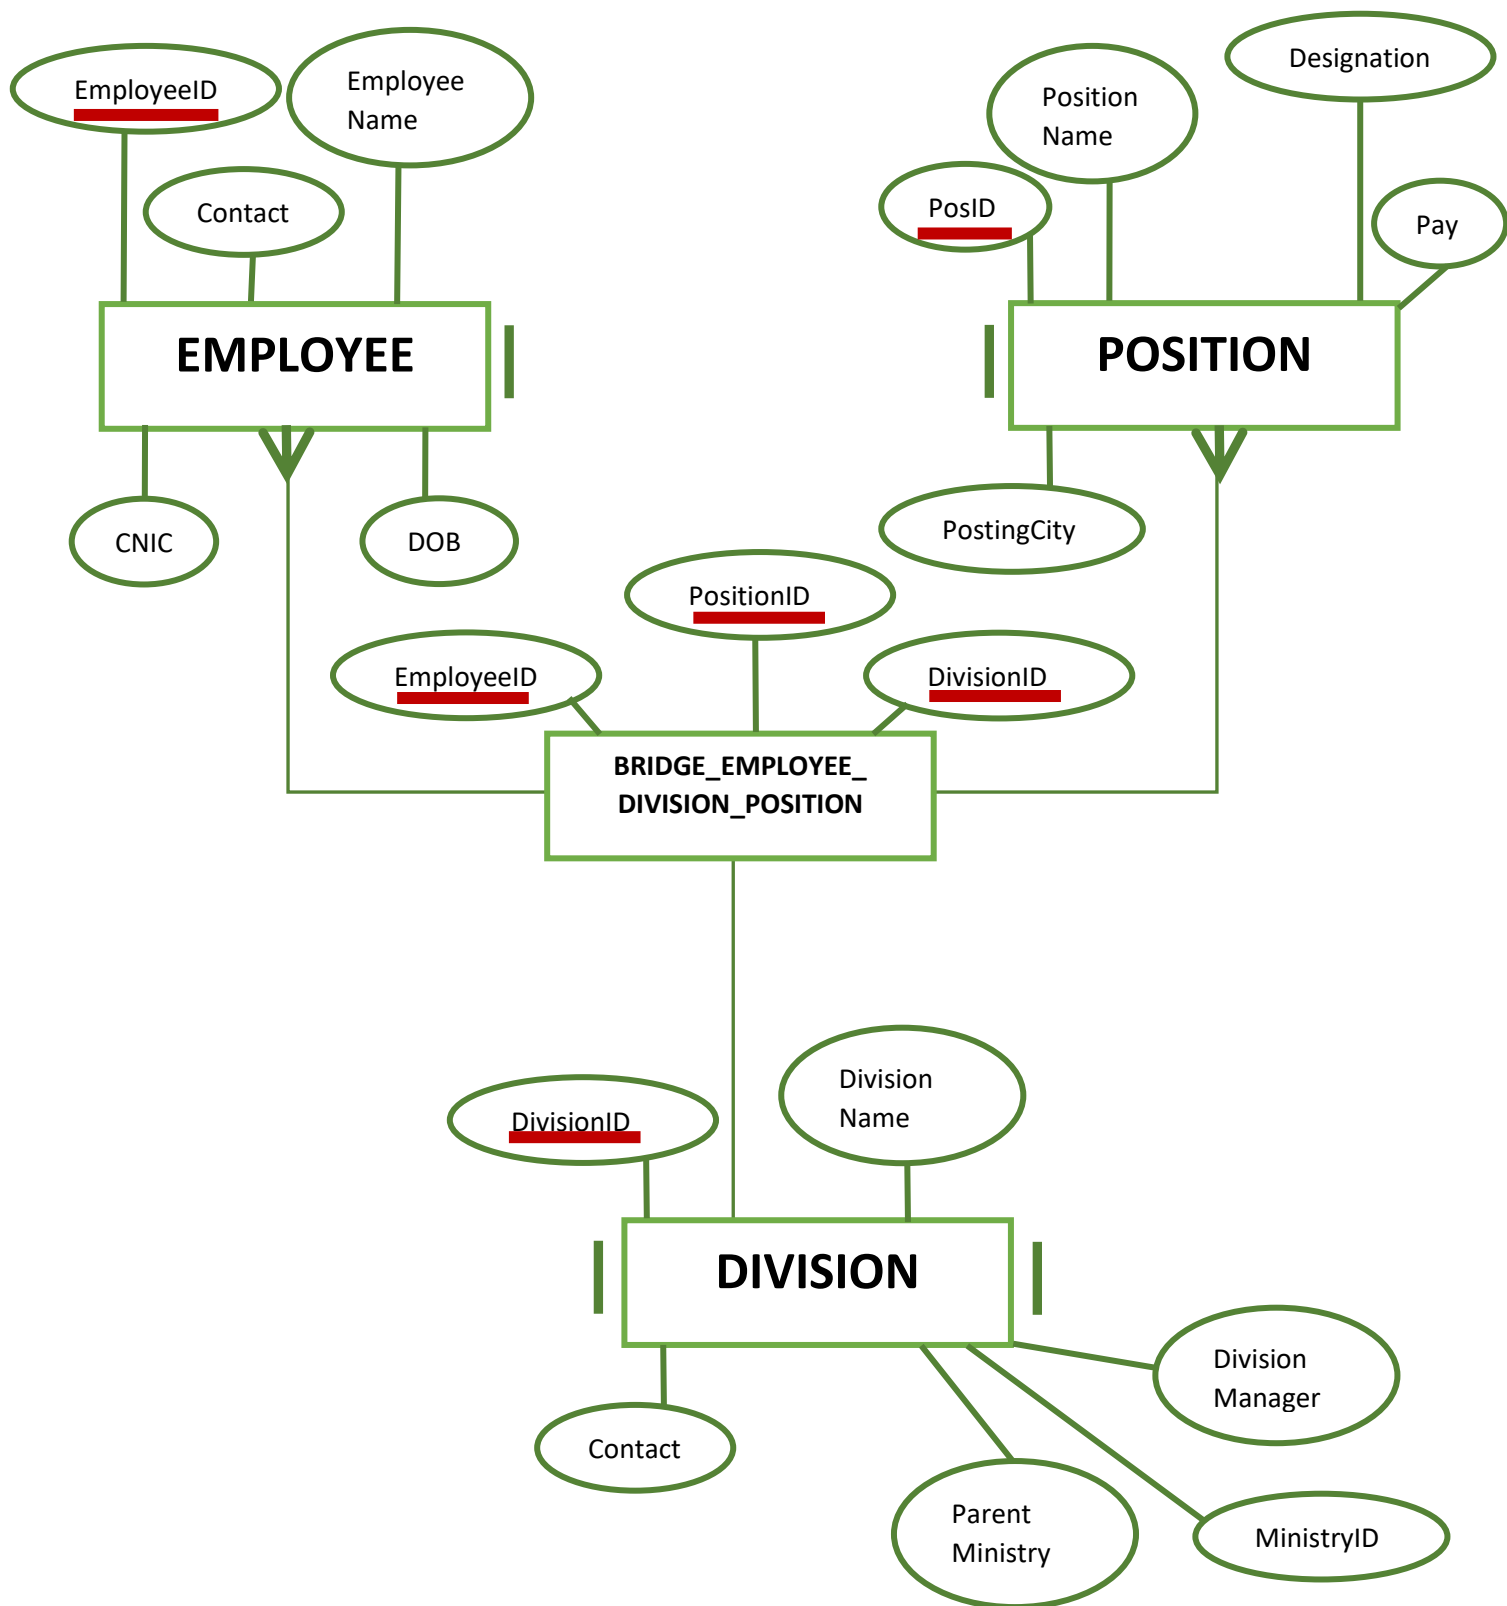 EmployeeID
Employee
Name
Contact
EMPLOYEE
CNIC
DOB
Designation
Position
Name
PosID
Pay
POSITION
PostingCity
PositionID
EmployeeID
DivisionID
BRIDGE_EMPLOYEE_
DIVISION_POSITION
Division
Name
DivisionID
DIVISION
Division
Manager
Contact
Parent
Ministry
MinistryID